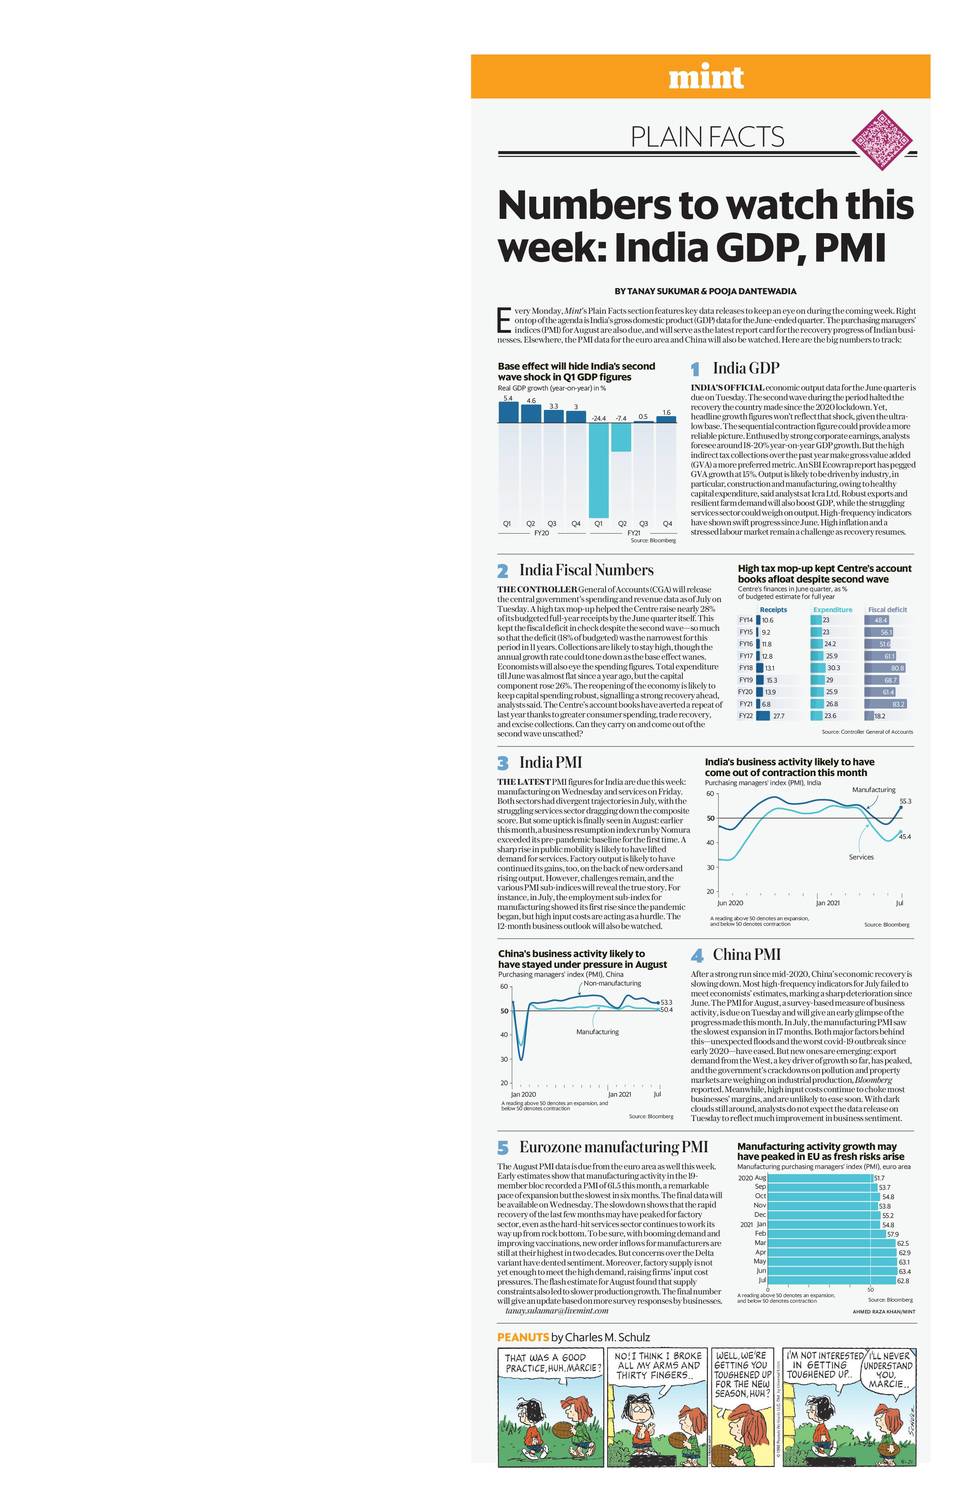 mint
PLAIN FACTS
Numbers to watch this
week: India GDP, PMI
BY TANAY SUKUMAR & POOJA DANTEWADIA
Every Monday, Mint's Plain Facts section features key data releases to keep an eye on during the coming week. Right
on top of the agenda is India's gross domestic product (GDP) data for the June-ended quarter. The purchasing managers'
indices (PMI) for August are also due, and will serve as the latest report card for the recovery progress of Indian busi-
nesses. Elsewhere, the PMI data for the euro area and China will also be watched. Here are the big numbers to track:
Base effect will hide India's second
wave shock in Q1 GDP figures
Real GDP growth (year-on-year) in %
5.4 4.6 3.3 3 -24.4 -7.4 0.5 1.6
Q1 Q2 Q3 Q4 Q1 Q2 Q3 Q4
FY20 FY21
Source: Bloomberg
1 India GDP
INDIA'S OFFICIAL economic output data for the June quarter is
due on Tuesday. The second wave during the period halted the
recovery the country made since the 2020 lockdown. Yet,
headline growth figures won't reflect that shock, given the ultra-
low base. The sequential contraction figure could provide a more
reliable picture. Enthused by strong corporate earnings, analysts
foresee around 18-20% year-on-year GDP growth. But the high
indirect tax collections over the past year make gross value added
(GVA) a more preferred metric. An SBI Ecowrap report has pegged
GVA growth at 15%. Output is likely to be driven by industry, in
particular, construction and manufacturing, owing to healthy
capital expenditure, said analysts at Icra Ltd. Robust exports and
resilient farm demand will also boost GDP, while the struggling
services sector could weigh on output. High-frequency indicators
have shown swift progress since June. High inflation and a
stressed labour market remain a challenge as recovery resumes.
2 India Fiscal Numbers
THE CONTROLLER General of Accounts (CGA) will release
the central government's spending and revenue data as of July on
Tuesday. A high tax mop-up helped the Centre raise nearly 28%
of its budgeted full-year receipts by the June quarter itself. This
kept the fiscal deficit in check despite the second wave—so much
so that the deficit (18% of budgeted) was the narrowest for this
period in 11 years. Collections are likely to stay high, though the
annual growth rate could tone down as the base effect wanes.
Economists will also eye the spending figures. Total expenditure
till June was almost flat since a year ago, but the capital
component rose 26%. The reopening of the economy is likely to
keep capital spending robust, signalling a strong recovery ahead,
analysts said. The Centre's account books have averted a repeat of
last year thanks to greater consumer spending, trade recovery,
and excise collections. Can they carry on and come out of the
second wave unscathed?
High tax mop-up kept Centre's account
books afloat despite second wave
Centre's finances in June quarter, as %
of budgeted estimate for full year
Receipts Expenditure Fiscal deficit
FY14 10.6 23 48.4
FY15 9.2 23 56.1
FY16 11.8 24.2 51.6
FY17 12.8 25.9 61.1
FY18 13.1 30.3 80.8
FY19 15.3 29 68.7
FY20 13.9 25.9 61.4
FY21 6.8 26.8 83.2
FY22 27.7 23.6 18.2
Source: Controller General of Accounts
3 India PMI
THE LATEST PMI figures for India are due this week:
manufacturing on Wednesday and services on Friday.
Both sectors had divergent trajectories in July, with the
struggling services sector dragging down the composite
score. But some uptick is finally seen in August: earlier
this month, a business resumption index run by Nomura
exceeded its pre-pandemic baseline for the first time. A
sharp rise in public mobility is likely to have lifted
demand for services. Factory output is likely to have
continued its gains, too, on the back of new orders and
rising output. However, challenges remain, and the
various PMI sub-indices will reveal the true story. For
instance, in July, the employment sub-index for
manufacturing showed its first rise since the pandemic
began, but high input costs are acting as a hurdle. The
12-month business outlook will also be watched.
India's business activity likely to have
come out of contraction this month
Purchasing managers' index (PMI), India
60
50
40
30
20
Manufacturing
55.3
45.4
Services
Jun 2020 Jan 2021 Jul
A reading above 50 denotes an expansion,
and below 50 denotes contraction
Source: Bloomberg
China's business activity likely to
have stayed under pressure in August
Purchasing managers' index (PMI), China
60
50
40
30
20
Non-manufacturing
53.3
50.4
Manufacturing
Jan 2020 Jan 2021 Jul
A reading above 50 denotes an expansion, and
below 50 denotes contraction
Source: Bloomberg
4 China PMI
After a strong run since mid-2020, China's economic recovery is
slowing down. Most high-frequency indicators for July failed to
meet economists' estimates, marking a sharp deterioration since
June. The PMI for August, a survey-based measure of business
activity, is due on Tuesday and will give an early glimpse of the
progress made this month. In July, the manufacturing PMI saw
the slowest expansion in 17 months. Both major factors behind
this—unexpected floods and the worst covid-19 outbreak since
early 2020—have eased. But new ones are emerging: export
demand from the West, a key driver of growth so far, has peaked,
and the government's crackdowns on pollution and property
markets are weighing on industrial production, Bloomberg
reported. Meanwhile, high input costs continue to choke most
businesses' margins, and are unlikely to ease soon. With dark
clouds still around, analysts do not expect the data release on
Tuesday to reflect much improvement in business sentiment.
5 Eurozone manufacturing PMI
The August PMI data is due from the euro area as well this week.
Early estimates show that manufacturing activity in the 19-
member bloc recorded a PMI of 61.5 this month, a remarkable
pace of expansion but the slowest in six months. The final data will
be available on Wednesday. The slowdown shows that the rapid
recovery of the last few months may have peaked for factory
sector, even as the hard-hit services sector continues to work its
way up from rock bottom. To be sure, with booming demand and
improving vaccinations, new order inflows for manufacturers are
still at their highest in two decades. But concerns over the Delta
variant have dented sentiment. Moreover, factory supply is not
yet enough to meet the high demand, raising firms' input cost
pressures. The flash estimate for August found that supply
constraints also led to slower production growth. The final number
will give an update based on more survey responses by businesses.
tanay.sukumar@livemint.com
Manufacturing activity growth may
have peaked in EU as fresh risks arise
Manufacturing purchasing managers' index (PMI), euro area
2020 Aug 51.7
Sep 53.7
Oct 54.8
Nov 53.8
Dec 55.2
2021 Jan 54.8
Feb 57.9
Mar 62.5
Apr 62.9
May 63.1
Jun 63.4
Jul 62.8
0 50
A reading above 50 denotes an expansion,
and below 50 denotes contraction
Source: Bloomberg
AHMED RAZA KHAN/MINT
PEANUTS by Charles M. Schulz
THAT WAS A GOOD
PRACTICE, HUH, MARCIE?
NO! I THINK I BROKE
ALL MY ARMS AND
THIRTY FINGERS..
WELL, WE'RE
GETTING YOU
TOUGHENED UP
FOR THE NEW
SEASON, HUH?
I'M NOT INTERESTED
IN GETTING
TOUGHENED UP..
I'LL NEVER
UNDERSTAND
YOU,
MARCIE..
SCHULZ